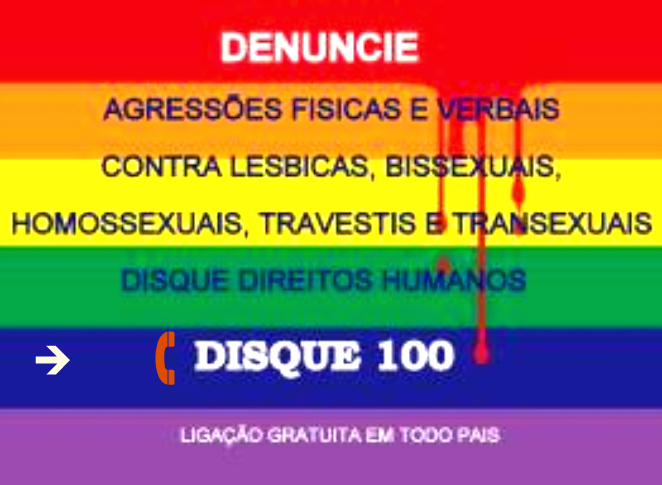 DENUNCIE
AGRESSÕES FISICAS E VERBAIS
CONTRA LESBICAS, BISSEXUAIS,
HOMOSSEXUAIS, TRAVESTIS E TRANSEXUAIS
DISQUE DIREITOS HUMANOS
DISQUE 100
LIGAÇÃO GRATUITA EM TODO PAIS